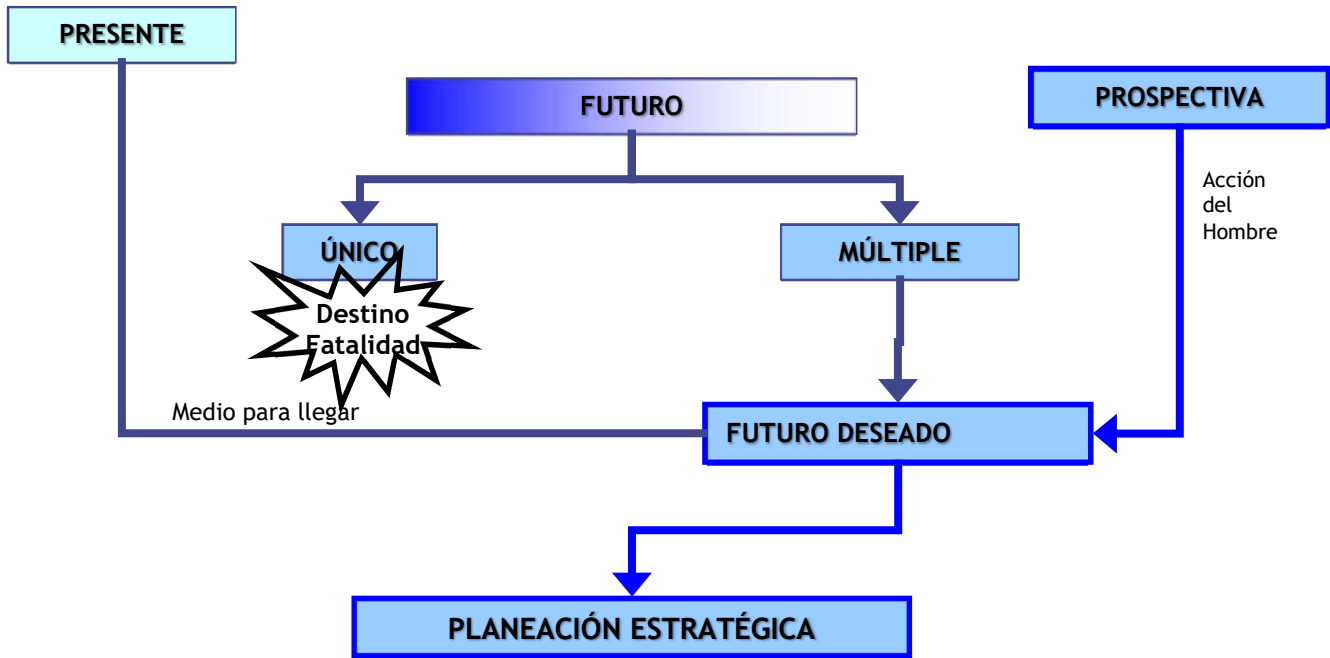 PRESENTE
FUTURO
PROSPECTIVA
Acción
del
Hombre
ÚNICO
MÚLTIPLE
Destino
Fatalidad
Medio para llegar
FUTURO DESEADO
PLANEACIÓN ESTRATÉGICA